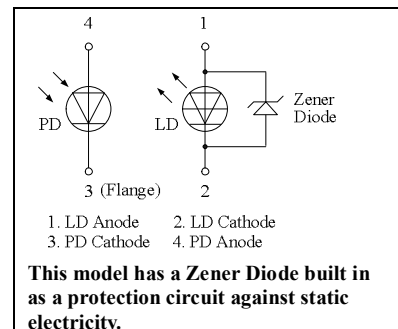 4 1
PD LD Zener
Diode
3 (Flange) 2
1. LD Anode 2. LD Cathode
3. PD Cathode 4. PD Anode
This model has a Zener Diode built in
as a protection circuit against static
electricity.